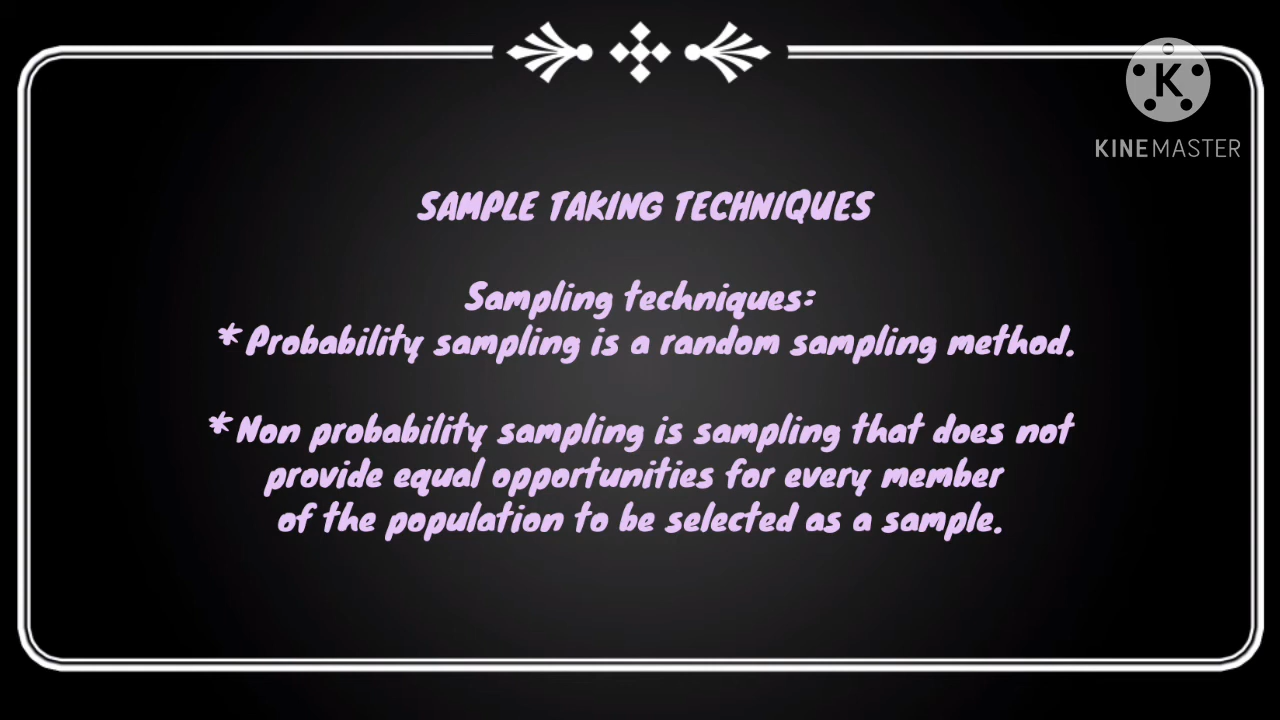 K
KINEMASTER
SAMPLE TAKING TECHNIQUES
Sampling techniques:
* Probability sampling is a random sampling method.
* Non probability sampling is sampling that does not
provide equal opportunities for every member
of the population to be selected as a sample.